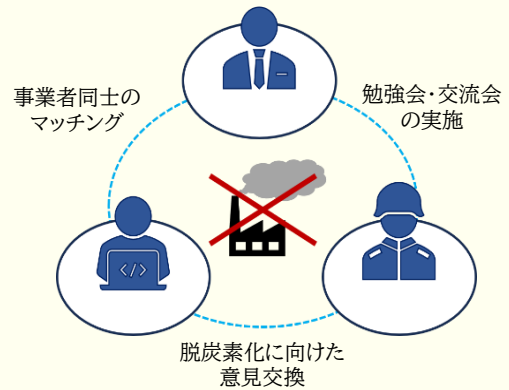 事業者同士の
マッチング
勉強会・交流会
の実施
</>
脱炭素化に向けた
意見交換